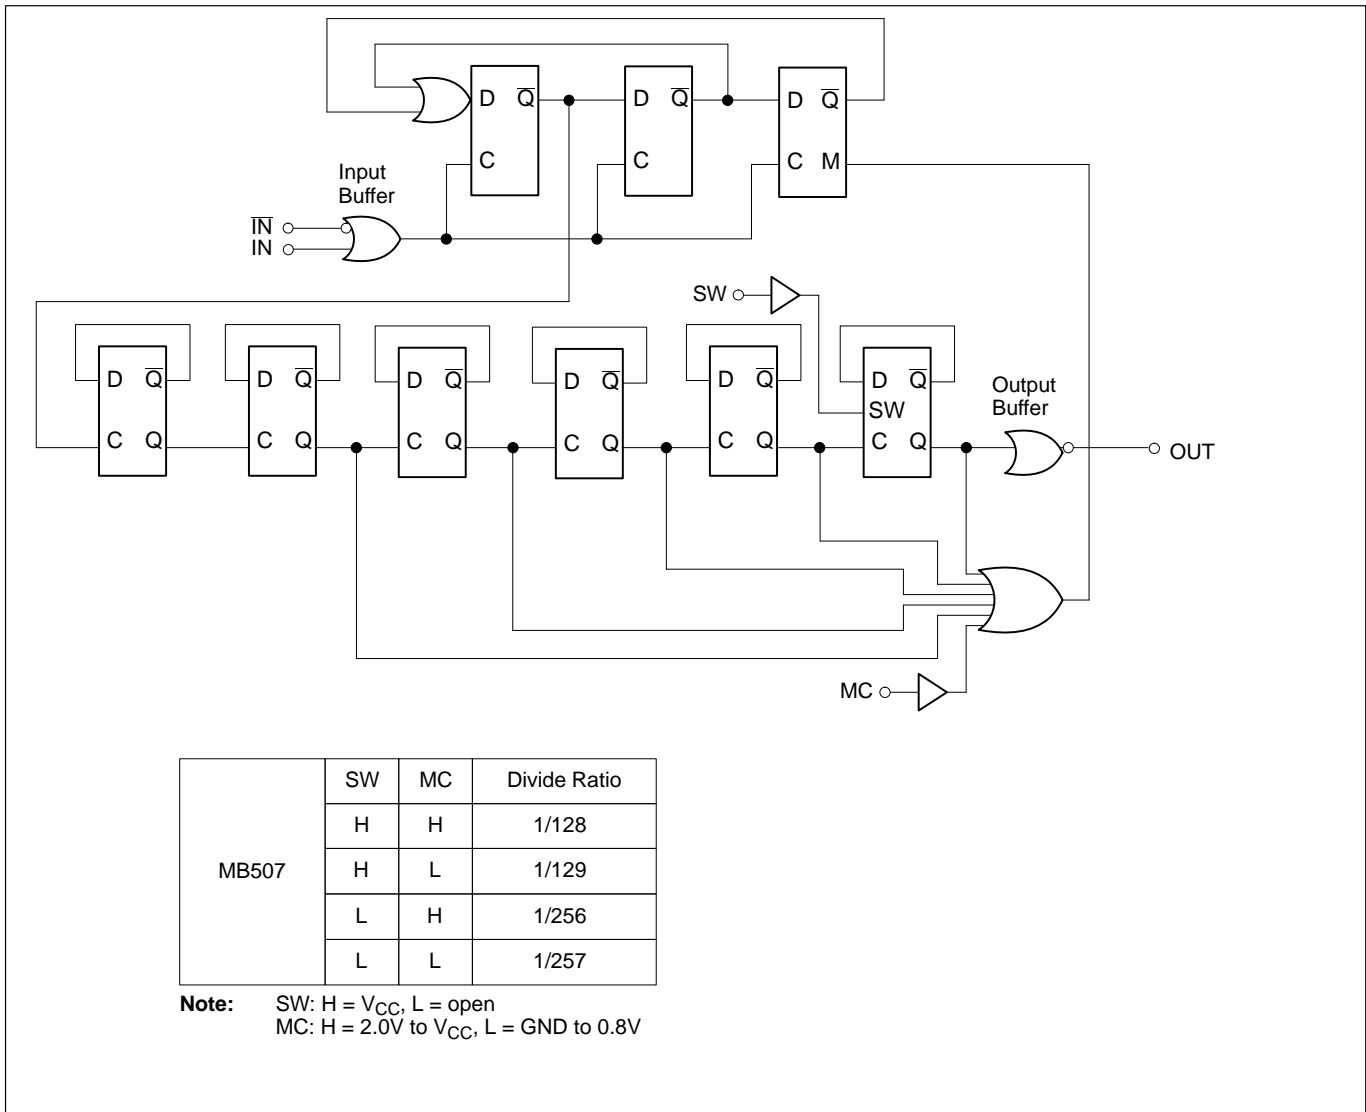 D Q̅ D Q̅ D Q̅
C C C M
Input
Buffer
I̅N̅
IN
SW
D Q̅ D Q̅ D Q̅ D Q̅ D Q̅ D Q̅
SW
C Q C Q C Q C Q C Q C Q
Output
Buffer
OUT
MC
MB507
SW MC Divide Ratio
H H 1/128
H L 1/129
L H 1/256
L L 1/257
Note: SW: H = VCC, L = open
MC: H = 2.0V to VCC, L = GND to 0.8V